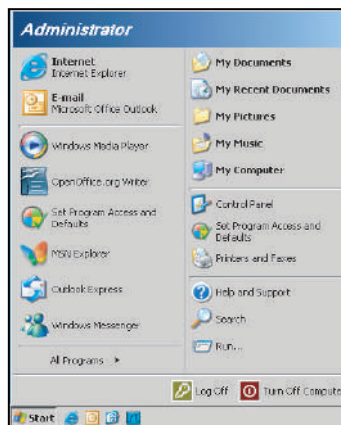 Administrator
Internet
Internet Explorer
E-mail
Microsoft Office Outlook
Windows Media Player
OpenOffice.org Writer
Set Program Access and
Defaults
MSN Explorer
Outlook Express
Windows Messenger
All Programs
My Documents
My Recent Documents
My Pictures
My Music
My Computer
Control Panel
Set Program Access and
Defaults
Printers and Faxes
Help and Support
Search
Run...
Log Off
Turn Off Compute
Start